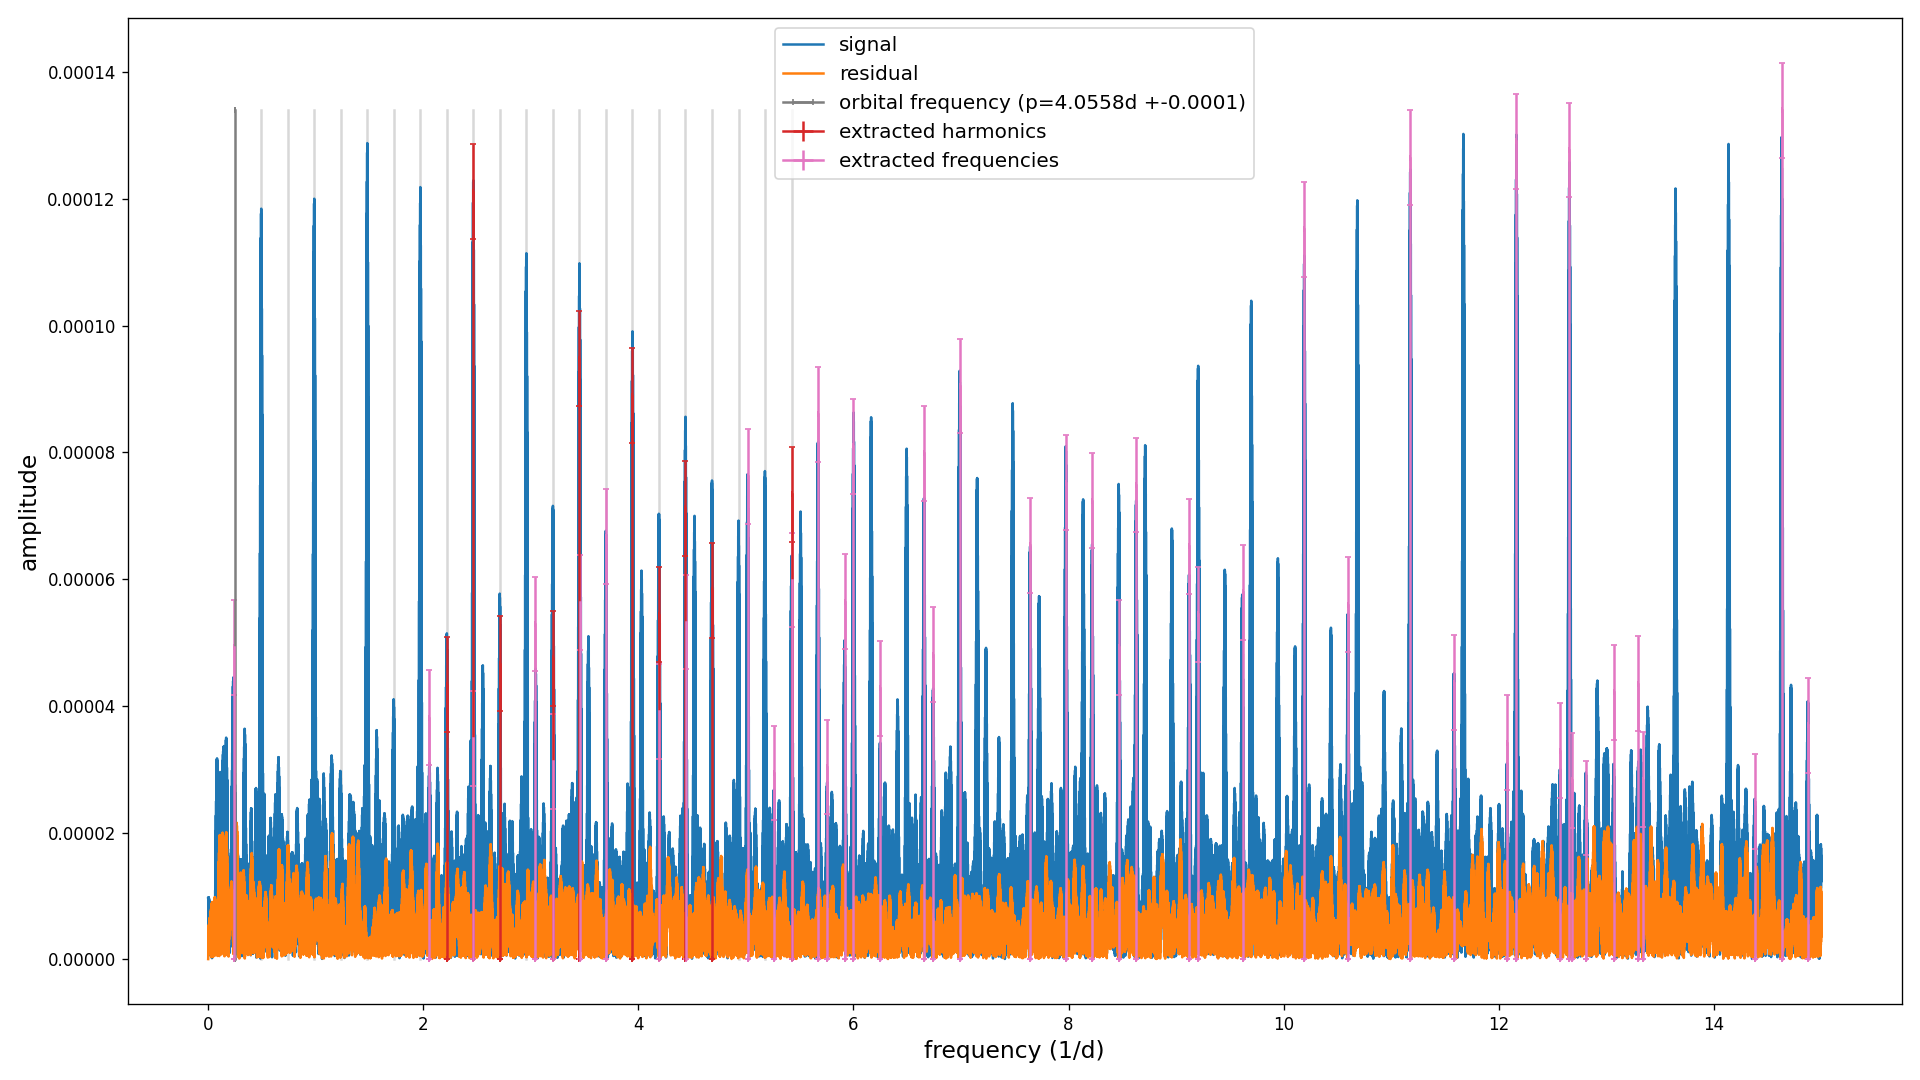 signal
residual
orbital frequency (p=4.0558d +-0.0001)
extracted harmonics
extracted frequencies
0.00014
0.00012
0.00010
0.00008
0.00006
0.00004
0.00002
0.00000
amplitude
0 2 4 6 8 10 12 14
frequency (1/d)